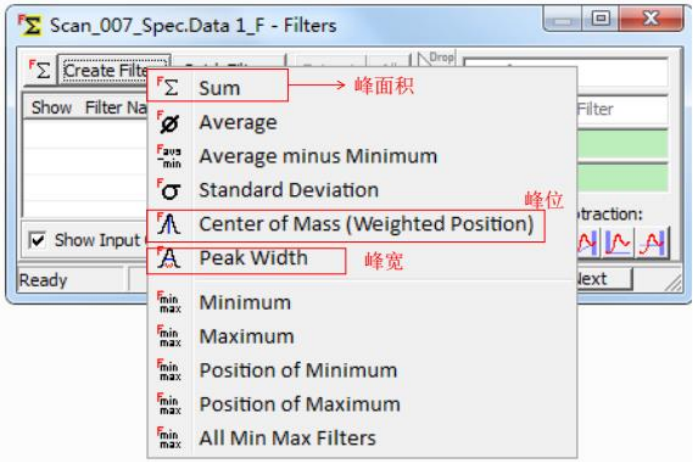 Scan_007_Spec.Data 1_F - Filters
Create Filter
Drop
Show Filter Na
Filter
Sum
峰面积
Average
Average minus Minimum
Standard Deviation
峰位
Center of Mass (Weighted Position)
traction:
Show Input
Peak Width
峰宽
Ready
Next
Minimum
Maximum
Position of Minimum
Position of Maximum
All Min Max Filters